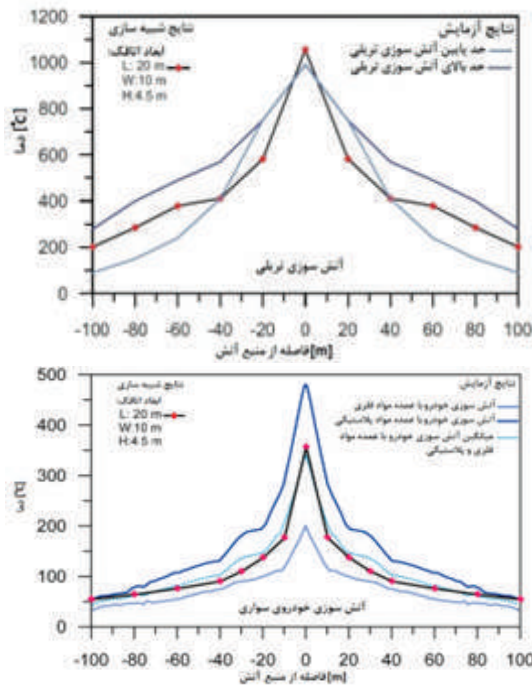 نتایج آزمایش
حد پایین آتش سوزی تریلی
حد بالای آتش سوزی تریلی
نتایج شبیه سازی
ابعاد اتاقک:
L: 20 m
W:10 m
H:4.5 m
دما [°C]
1200
1000
800
600
400
200
0
آتش سوزی تریلی
-100 -80 -60 -40 -20 0 20 40 60 80 100
فاصله از منبع آتش[m]
نتایج آزمایش
آتش سوزی خودرو با عمده مواد فلزی
آتش سوزی خودرو با عمده مواد پلاستیکی
میانگین آتش سوزی خودرو با عمده مواد
فلزی و پلاستیکی
نتایج شبیه سازی
ابعاد اتاقک:
L: 20 m
W:10 m
H:4.5 m
دما [°C]
500
400
300
200
100
0
آتش سوزی خودروی سواری
-100 -80 -60 -40 -20 0 20 40 60 80 100
فاصله از منبع آتش[m]